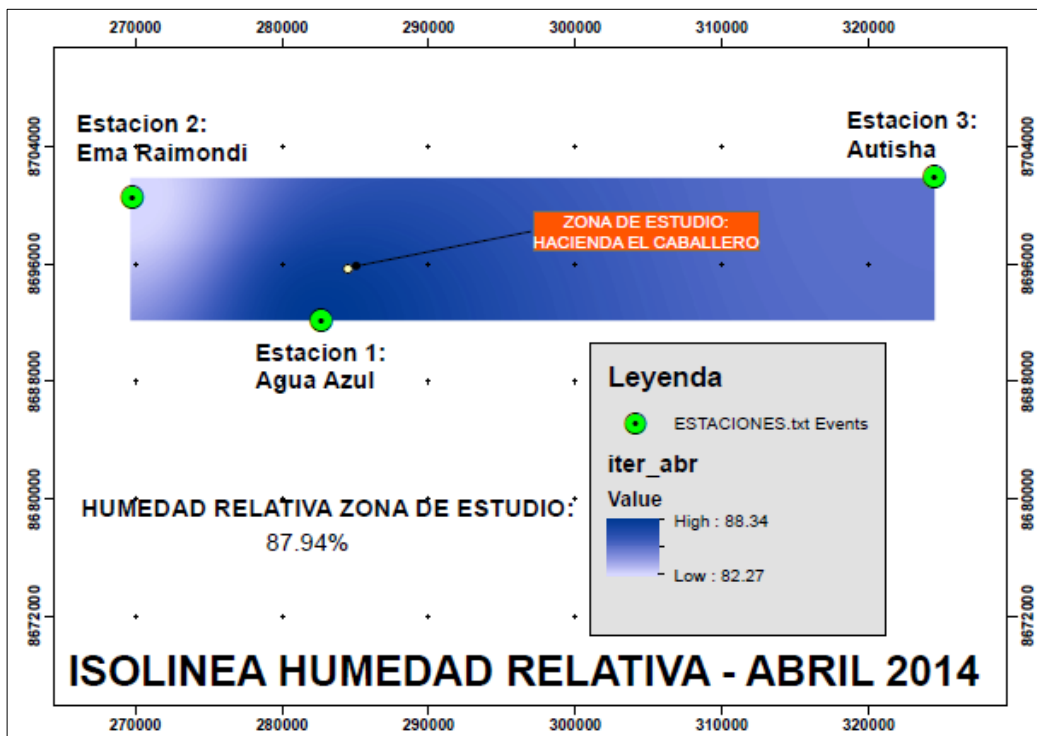 270000
280000
290000
300000
310000
320000
Estacion 2:
Ema Raimondi
Estacion 3:
Autisha
8704000
8704000
ZONA DE ESTUDIO:
HACIENDA EL CABALLERO
8696000
8696000
Estacion 1:
Agua Azul
8688000
8688000
Leyenda
ESTACIONES.txt Events
iter_abr
Value
High : 88.34
Low : 82.27
HUMEDAD RELATIVA ZONA DE ESTUDIO:
87.94%
8680000
8680000
8672000
8672000
ISOLINEA HUMEDAD RELATIVA - ABRIL 2014
270000
280000
290000
300000
310000
320000